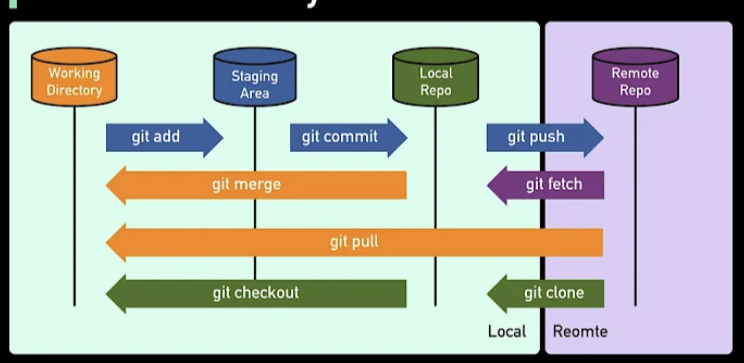 Working
Directory
Staging
Area
Local
Repo
Remote
Repo
git add
git commit
git push
git merge
git fetch
git pull
git checkout
git clone
Local
Reomte